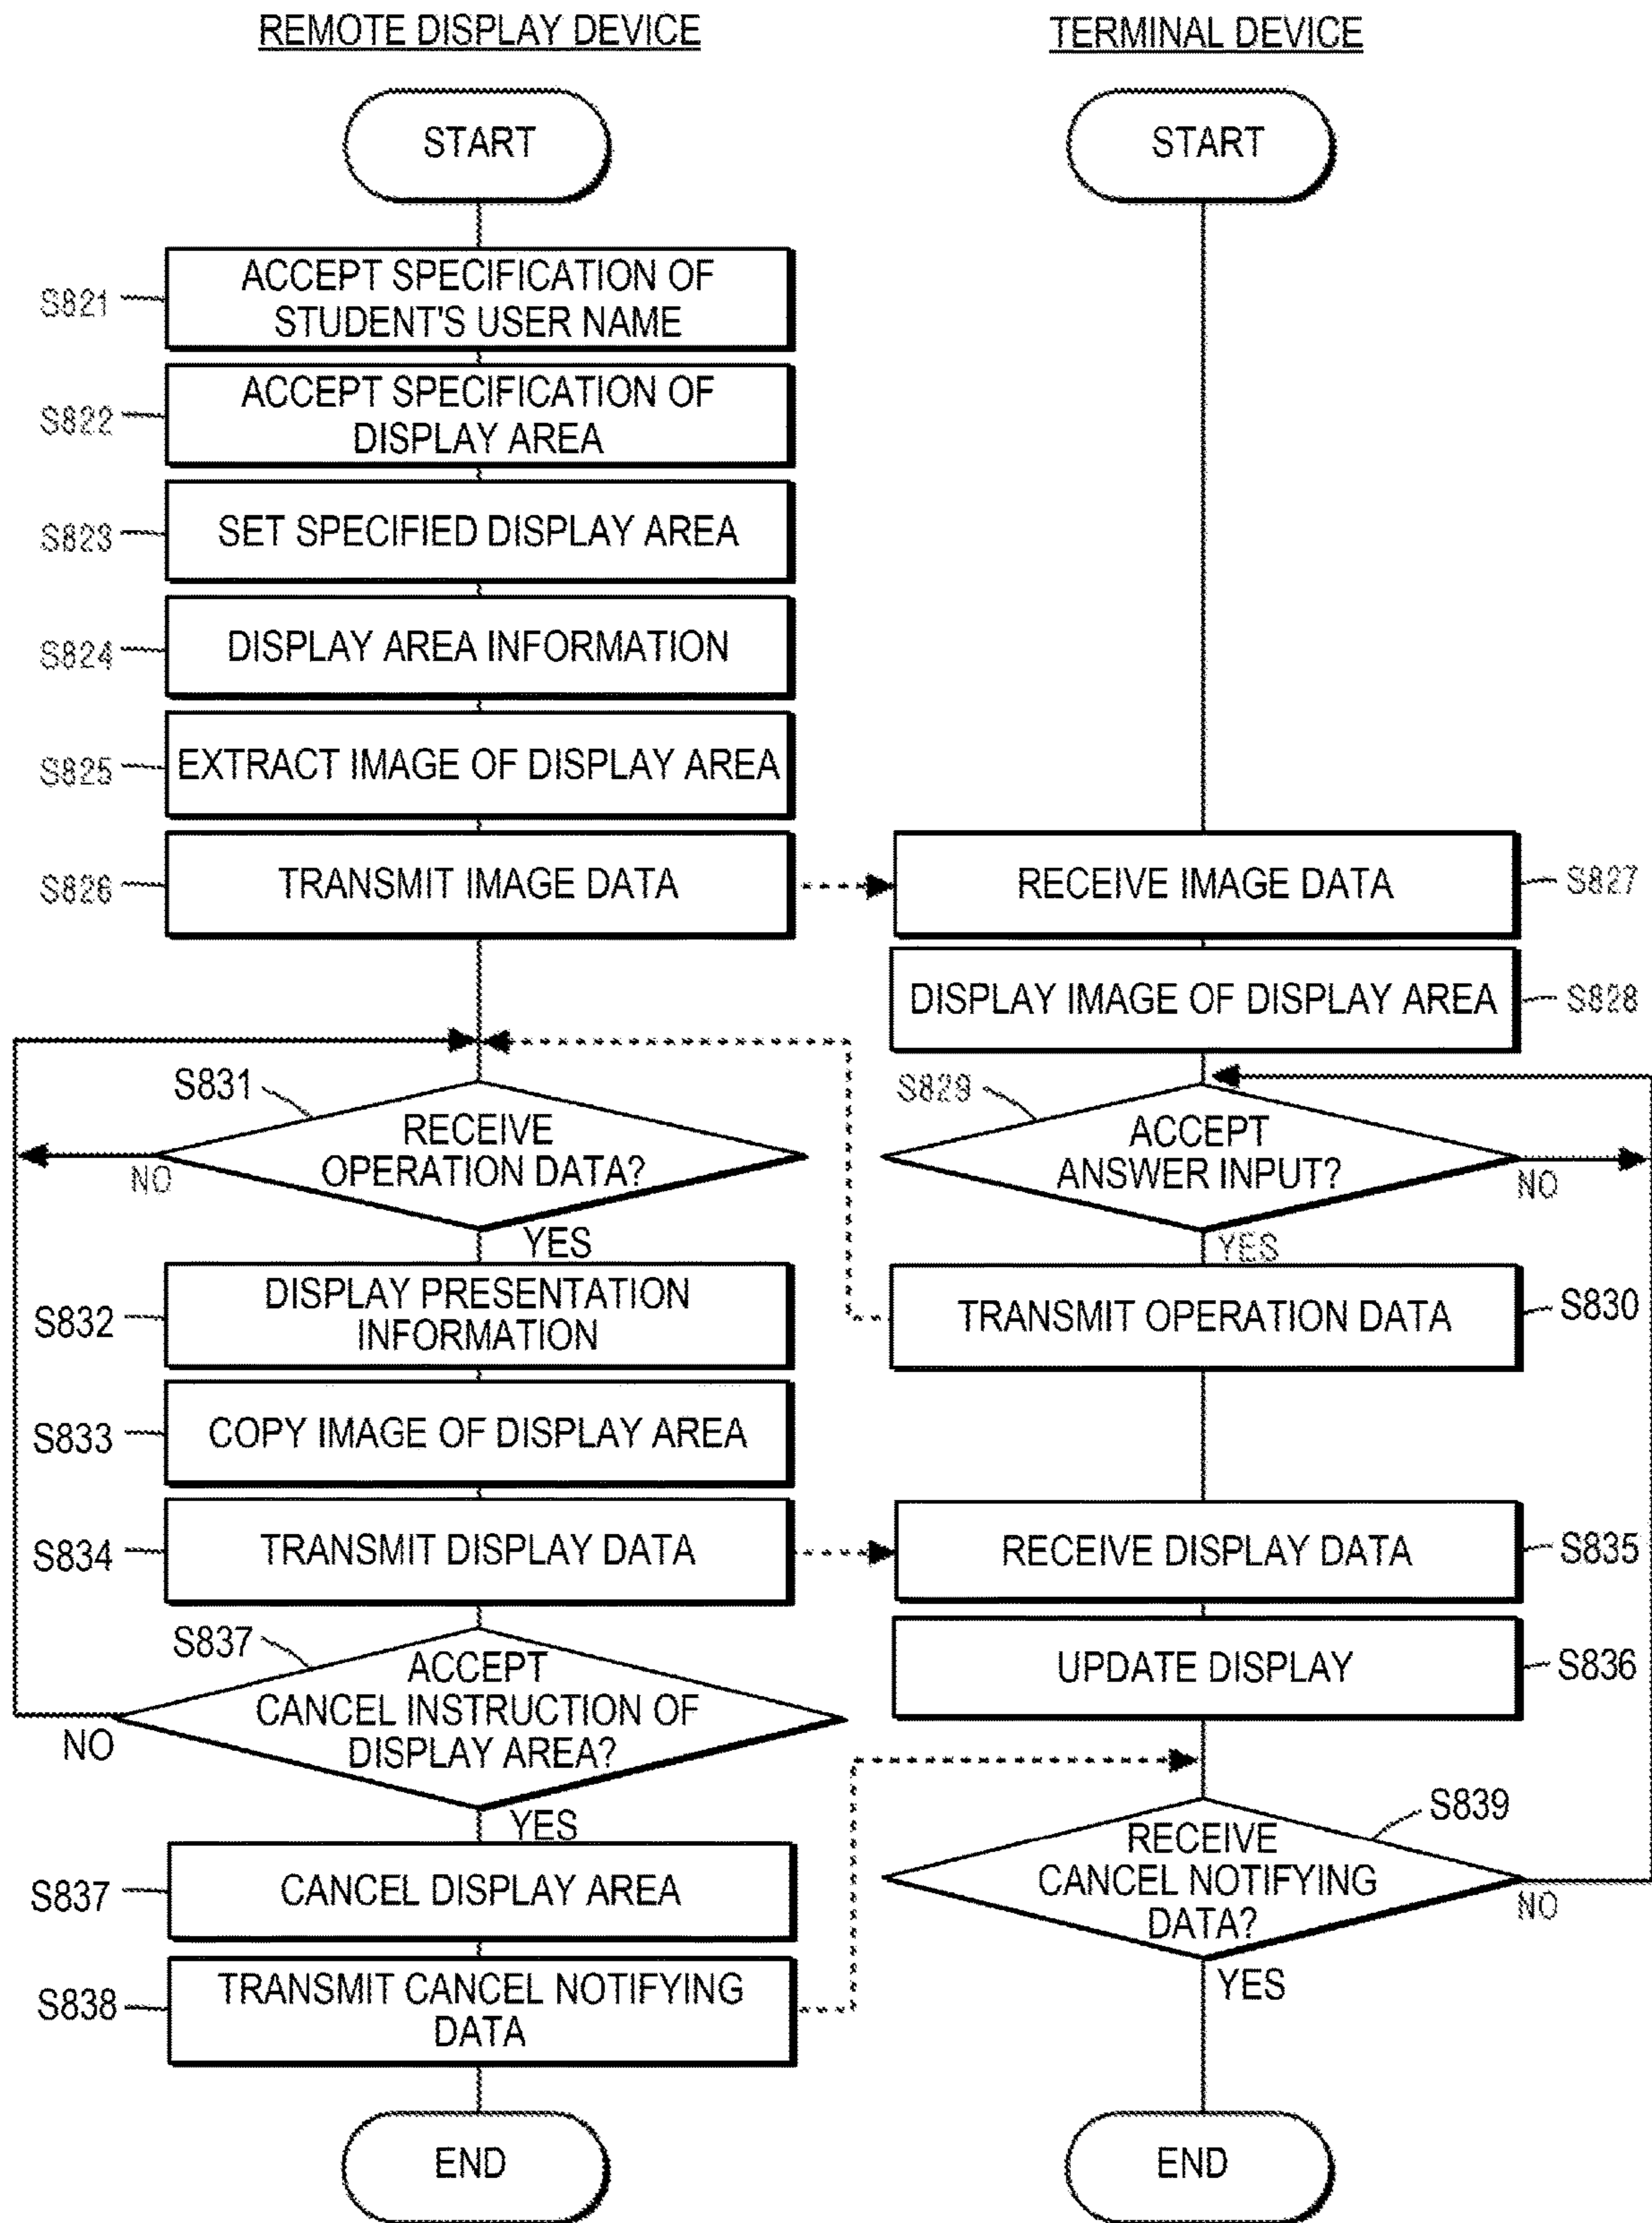 REMOTE DISPLAY DEVICE
TERMINAL DEVICE
START
START
S821
ACCEPT SPECIFICATION OF
STUDENT'S USER NAME
S822
ACCEPT SPECIFICATION OF
DISPLAY AREA
S823
SET SPECIFIED DISPLAY AREA
S824
DISPLAY AREA INFORMATION
S825
EXTRACT IMAGE OF DISPLAY AREA
S826
TRANSMIT IMAGE DATA
RECEIVE IMAGE DATA
S827
DISPLAY IMAGE OF DISPLAY AREA
S828
S831
RECEIVE
OPERATION DATA?
NO
YES
S829
ACCEPT
ANSWER INPUT?
NO
YES
S832
DISPLAY PRESENTATION
INFORMATION
TRANSMIT OPERATION DATA
S830
S833
COPY IMAGE OF DISPLAY AREA
S834
TRANSMIT DISPLAY DATA
RECEIVE DISPLAY DATA
S835
UPDATE DISPLAY
S836
S837
ACCEPT
CANCEL INSTRUCTION OF
DISPLAY AREA?
NO
YES
S839
RECEIVE
CANCEL NOTIFYING
DATA?
NO
YES
S837
CANCEL DISPLAY AREA
S838
TRANSMIT CANCEL NOTIFYING
DATA
END
END